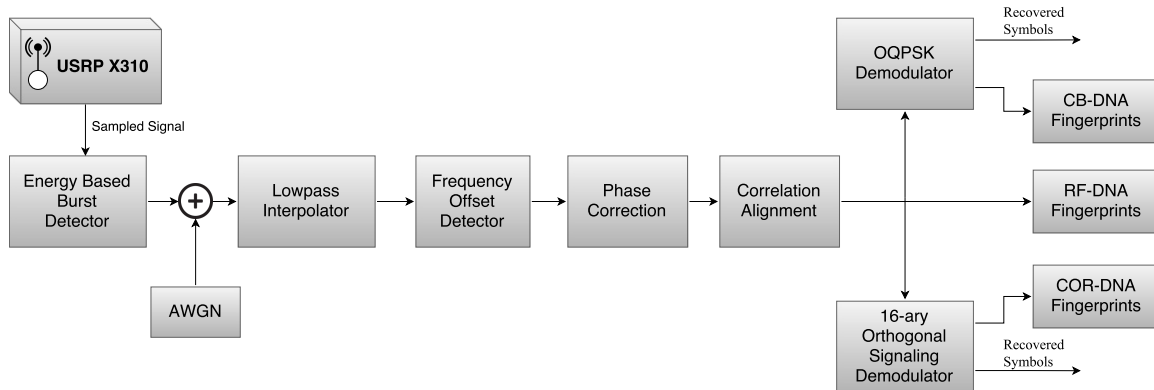 USRP X310
Sampled Signal
Energy Based
Burst
Detector
+
AWGN
Lowpass
Interpolator
Frequency
Offset
Detector
Phase
Correction
Correlation
Alignment
OQPSK
Demodulator
Recovered
Symbols
CB-DNA
Fingerprints
RF-DNA
Fingerprints
COR-DNA
Fingerprints
16-ary
Orthogonal
Signaling
Demodulator
Recovered
Symbols